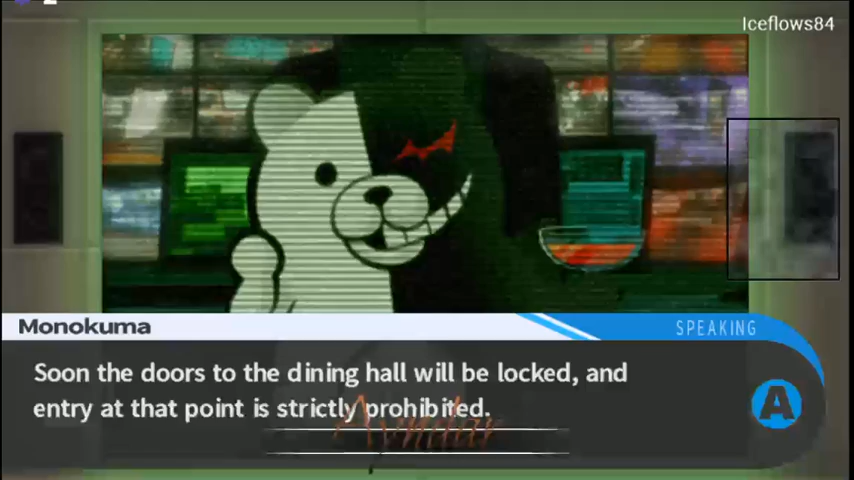 Iceflows84
Monokuma
SPEAKING
Soon the doors to the dining hall will be locked, and
entry at that point is strictly prohibited.
A